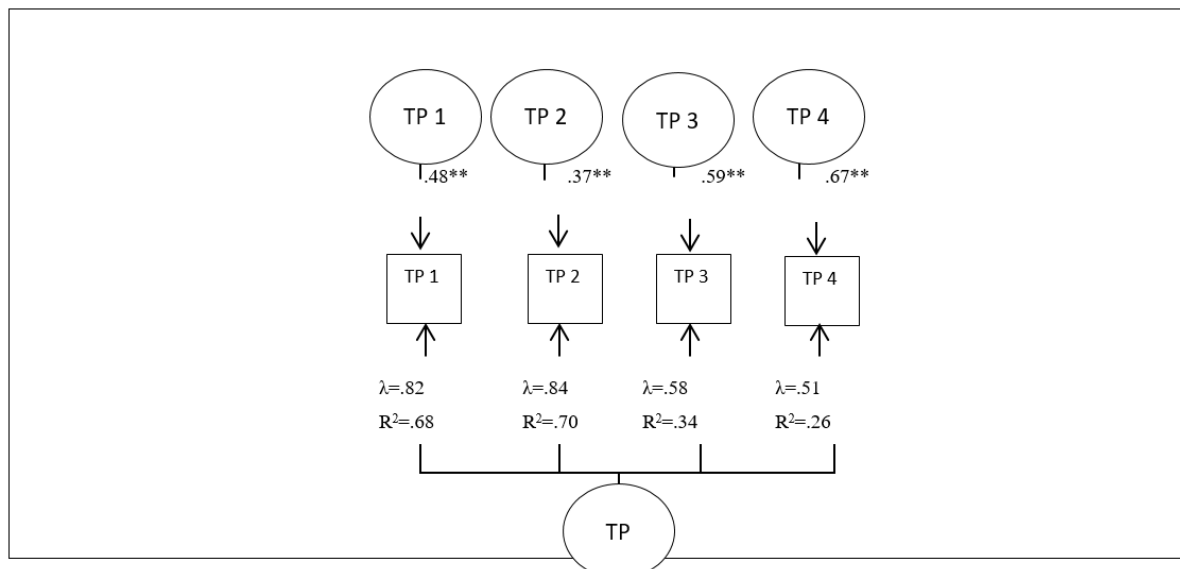 TP 1 TP 2 TP 3 TP 4
.48** .37** .59** .67**
TP 1 TP 2 TP 3 TP 4
λ=.82 λ=.84 λ=.58 λ=.51
R²=.68 R²=.70 R²=.34 R²=.26
TP